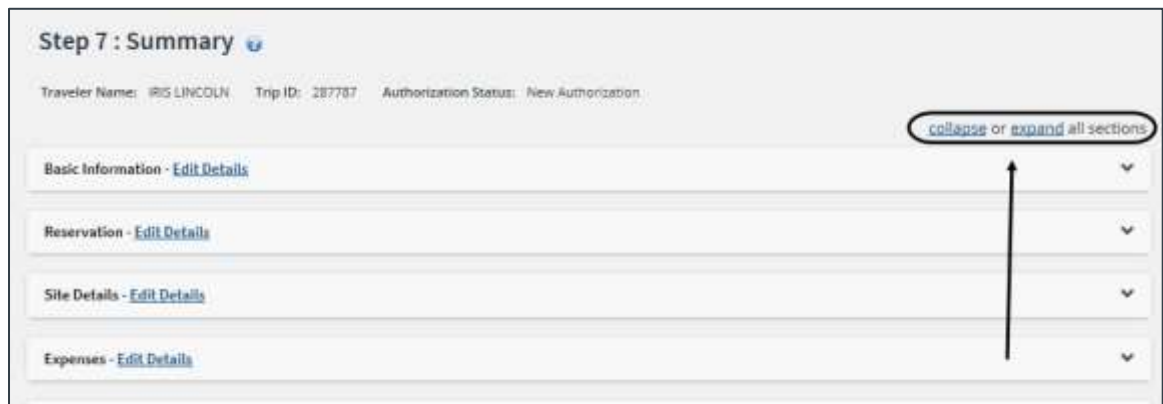 Step 7 : Summary
Traveler Name: IRIS LINCOLN Trip ID: 287787 Authorization Status: New Authorization
collapse or expand all sections
Basic Information - Edit Details
Reservation - Edit Details
Site Details - Edit Details
Expenses - Edit Details